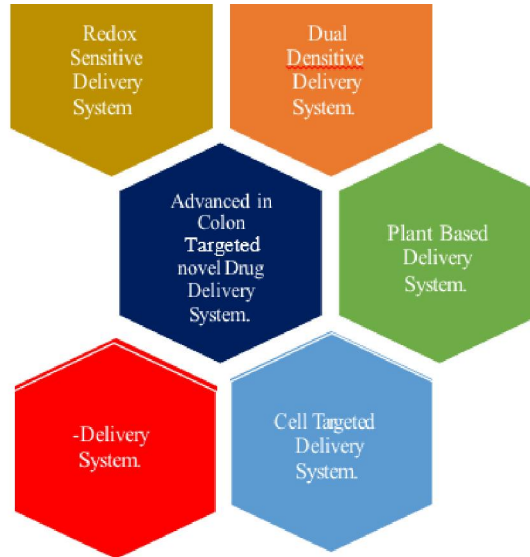 Redox
Sensitive
Delivery
System
Dual
Densitive
Delivery
System.
Advanced in
Colon
Targeted
novel Drug
Delivery
System.
Plant Based
Delivery
System.
-Delivery
System.
Cell Targeted
Delivery
System.